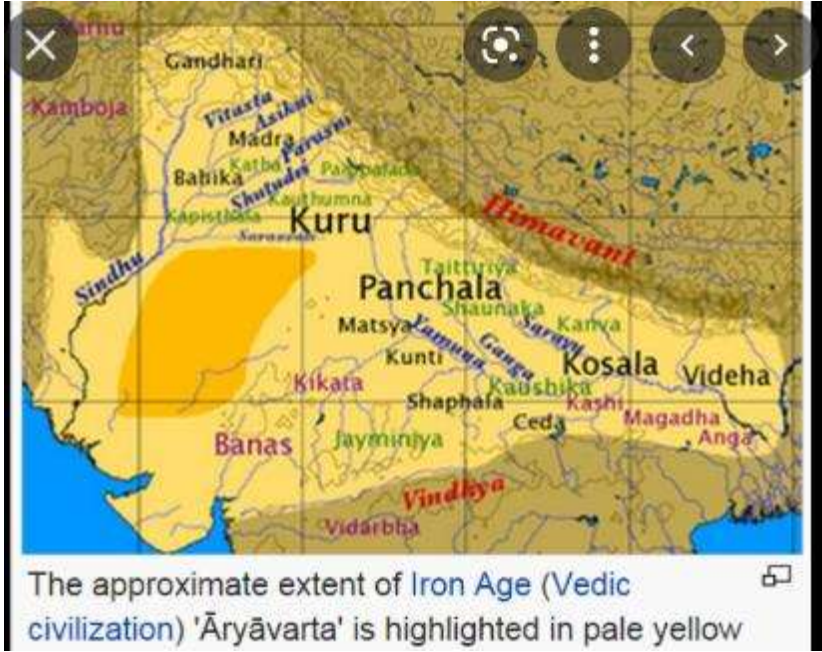 Gandhari
Kamboja
Vitasta
Asikni
Madra
Parusni
Katha
Bahika
Shutudri
Kauthumna
Kapisthala
Kuru
Himavant
Sindhu
Taittiriya
Panchala
Shaunaka
Matsya
Yamuna
Ganga
Sarayu
Kanva
Kunti
Kosala
Videha
Kikata
Kaushika
Shaphala
Kashi
Ceda
Magadha
Banas
Jayminiya
Anga
Vindhya
Vidarbha
The approximate extent of Iron Age (Vedic
civilization) 'Āryāvarta' is highlighted in pale yellow